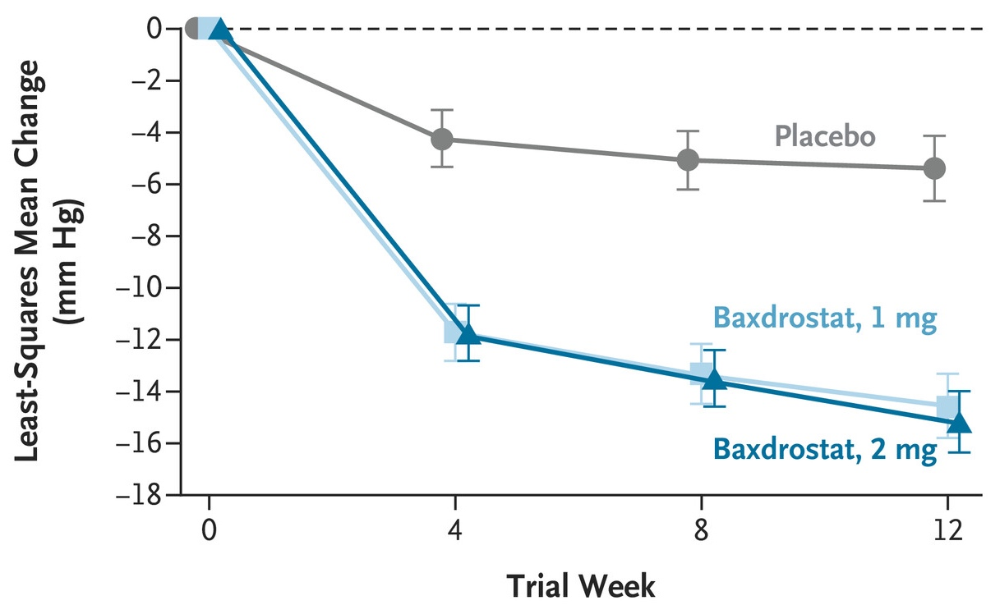 Least-Squares Mean Change
(mm Hg)
0
–2
–4
–6
–8
–10
–12
–14
–16
–18
Placebo
Baxdrostat, 1 mg
Baxdrostat, 2 mg
0 4 8 12
Trial Week